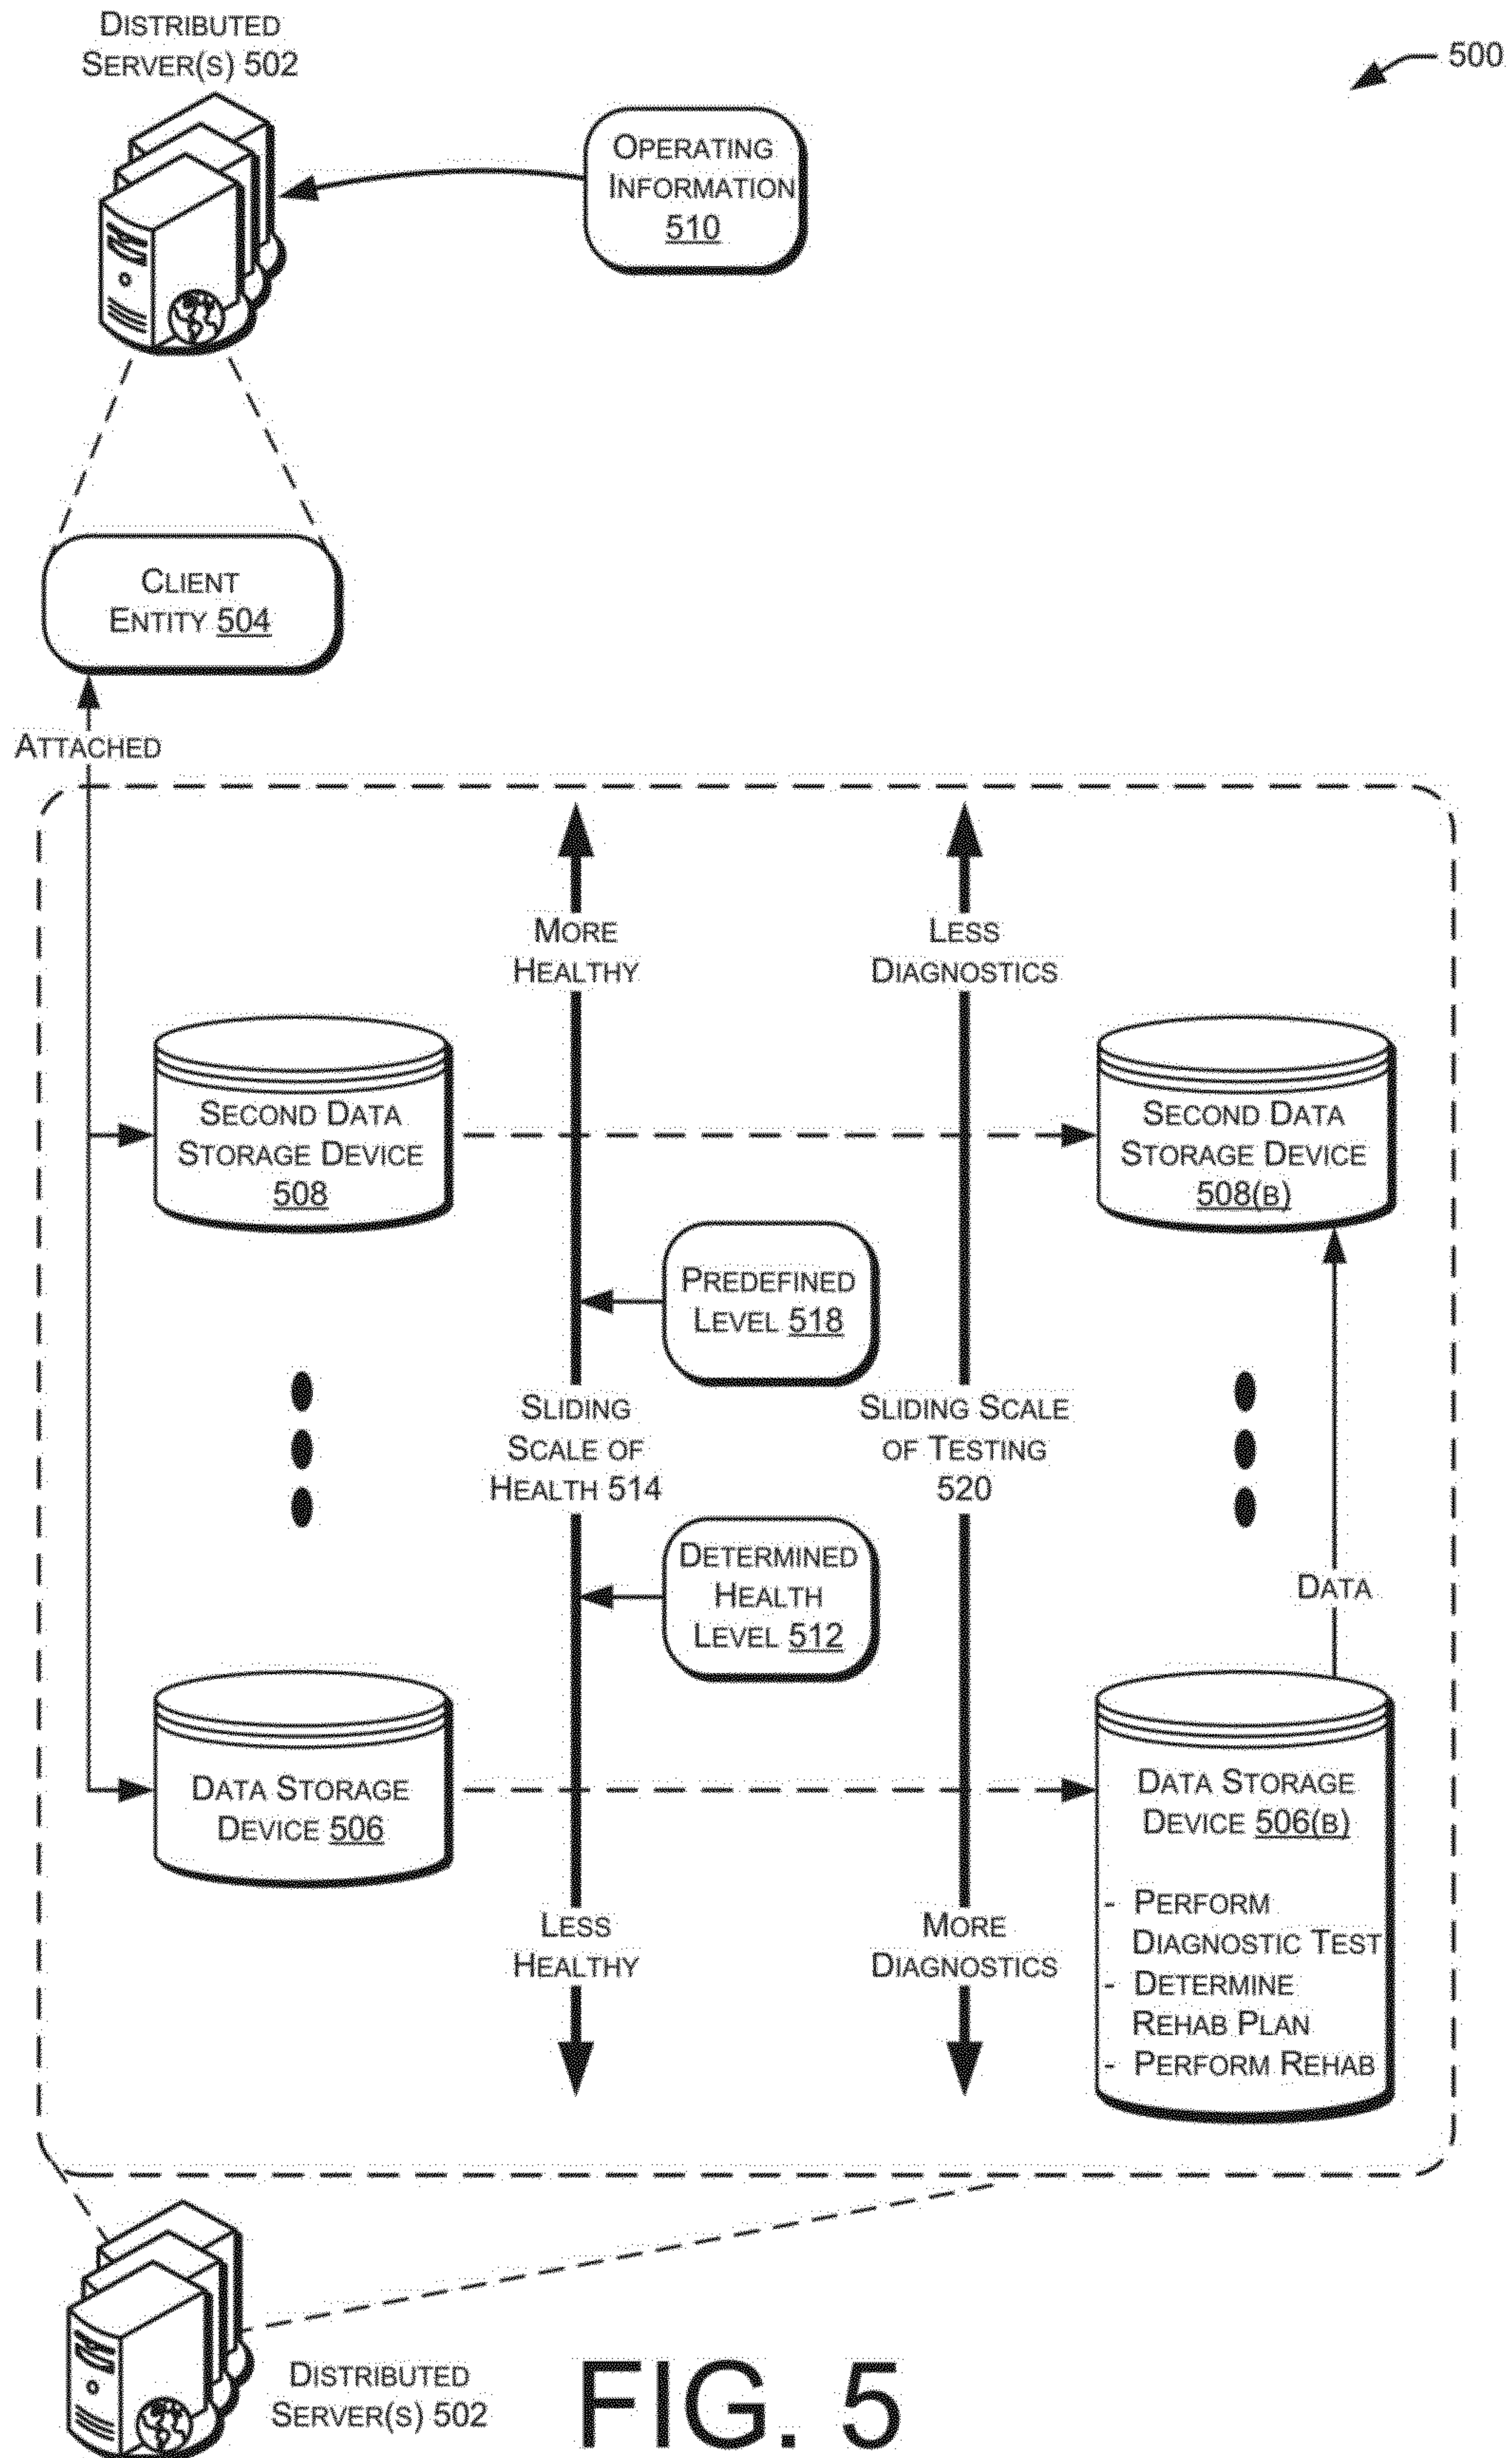 DISTRIBUTED
SERVER(S) 502
500
OPERATING
INFORMATION
510
CLIENT
ENTITY 504
ATTACHED
MORE
HEALTHY
LESS
DIAGNOSTICS
SECOND DATA
STORAGE DEVICE
508
SECOND DATA
STORAGE DEVICE
508(B)
PREDEFINED
LEVEL 518
SLIDING
SCALE OF
HEALTH 514
SLIDING SCALE
OF TESTING
520
DETERMINED
HEALTH
LEVEL 512
DATA
DATA STORAGE
DEVICE 506
DATA STORAGE
DEVICE 506(B)
- PERFORM
DIAGNOSTIC TEST
- DETERMINE
REHAB PLAN
- PERFORM REHAB
LESS
HEALTHY
MORE
DIAGNOSTICS
DISTRIBUTED
SERVER(S) 502
FIG. 5